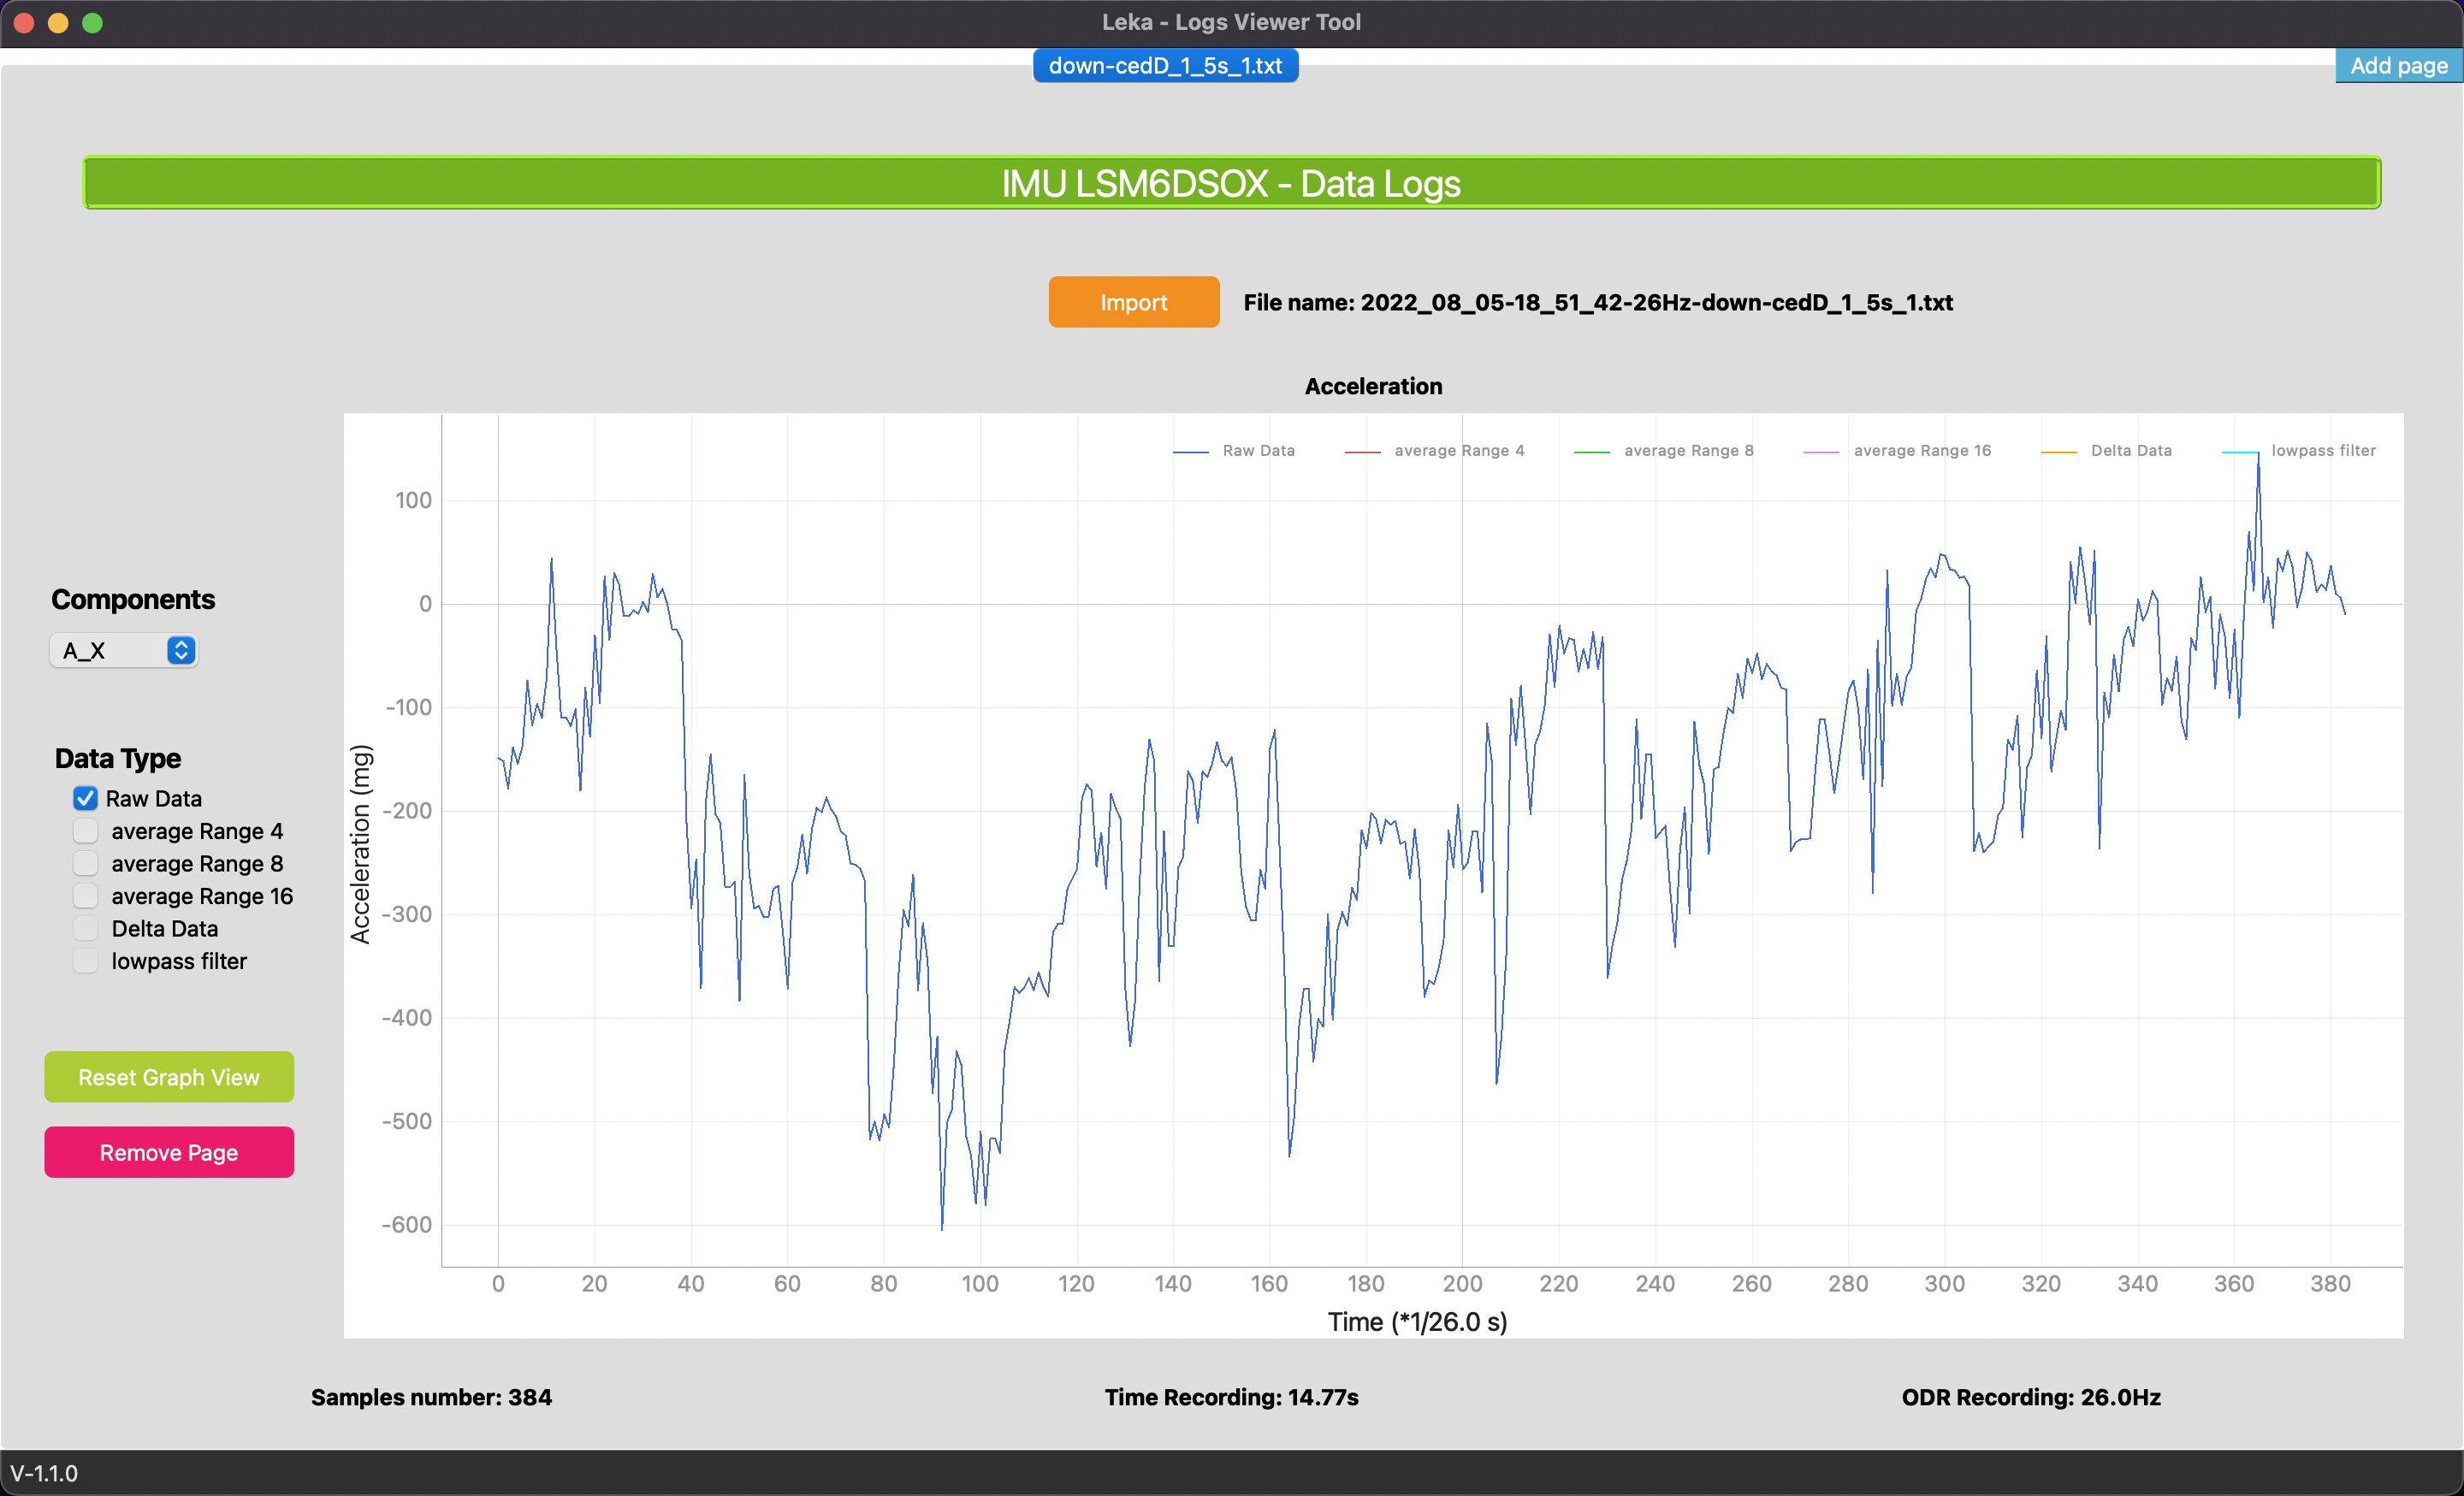 Leka - Logs Viewer Tool
down-cedD_1_5s_1.txt
Add page
IMU LSM6DSOX - Data Logs
Import
File name: 2022_08_05-18_51_42-26Hz-down-cedD_1_5s_1.txt
Acceleration
Raw Data average Range 4 average Range 8 average Range 16 Delta Data lowpass filter
Components
A_X
Data Type
Raw Data
average Range 4
average Range 8
average Range 16
Delta Data
lowpass filter
Reset Graph View
Remove Page
Acceleration (mg)
100
0
-100
-200
-300
-400
-500
-600
0 20 40 60 80 100 120 140 160 180 200 220 240 260 280 300 320 340 360 380
Time (*1/26.0 s)
Samples number: 384
Time Recording: 14.77s
ODR Recording: 26.0Hz
V-1.1.0